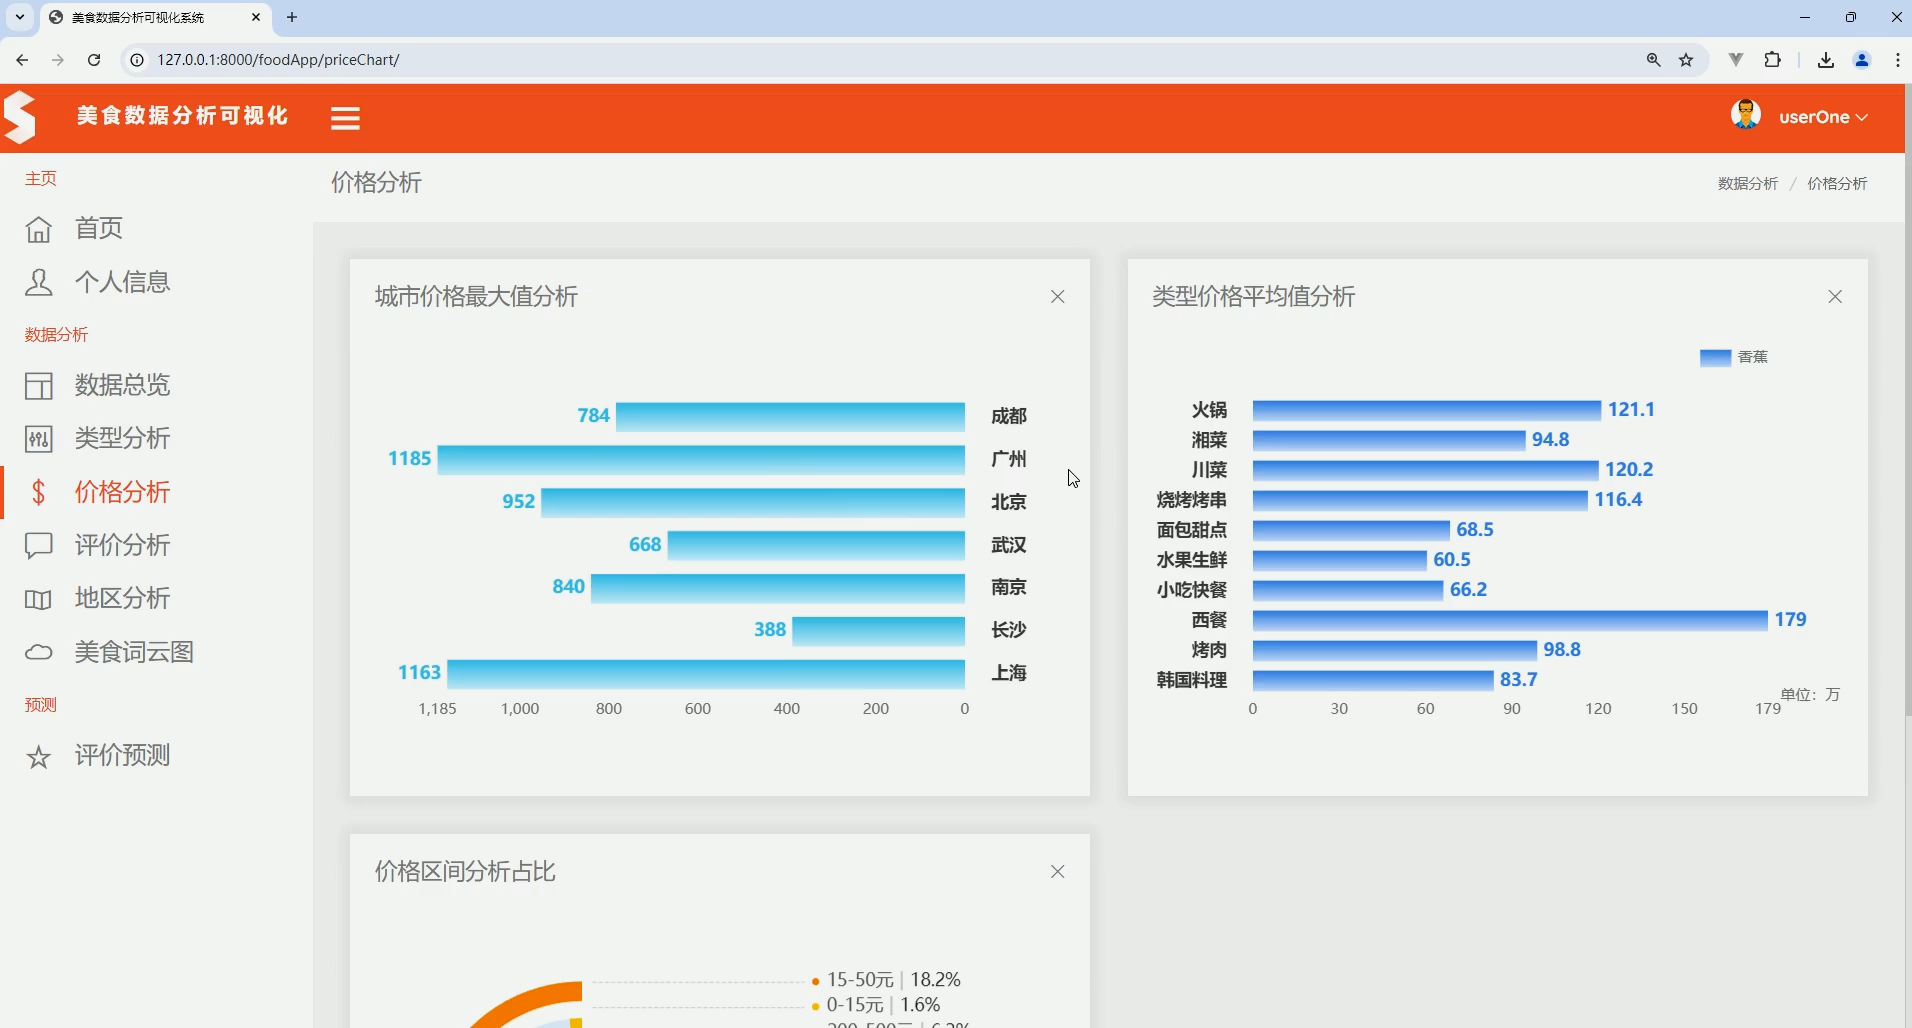 美食数据分析可视化系统
127.0.0.1:8000/foodApp/priceChart/
美食数据分析可视化
userOne
主页
首页
个人信息
数据分析
数据总览
类型分析
价格分析
评价分析
地区分析
美食词云图
预测
评价预测
价格分析
数据分析 / 价格分析
城市价格最大值分析
784 成都
1185 广州
952 北京
668 武汉
840 南京
388 长沙
1163 上海
1,185 1,000 800 600 400 200 0
类型价格平均值分析
香蕉
火锅 121.1
湘菜 94.8
川菜 120.2
烧烤烤串 116.4
面包甜点 68.5
水果生鲜 60.5
小吃快餐 66.2
西餐 179
烤肉 98.8
韩国料理 83.7
单位：万
0 30 60 90 120 150 179
价格区间分析占比
15-50元 | 18.2%
0-15元 | 1.6%